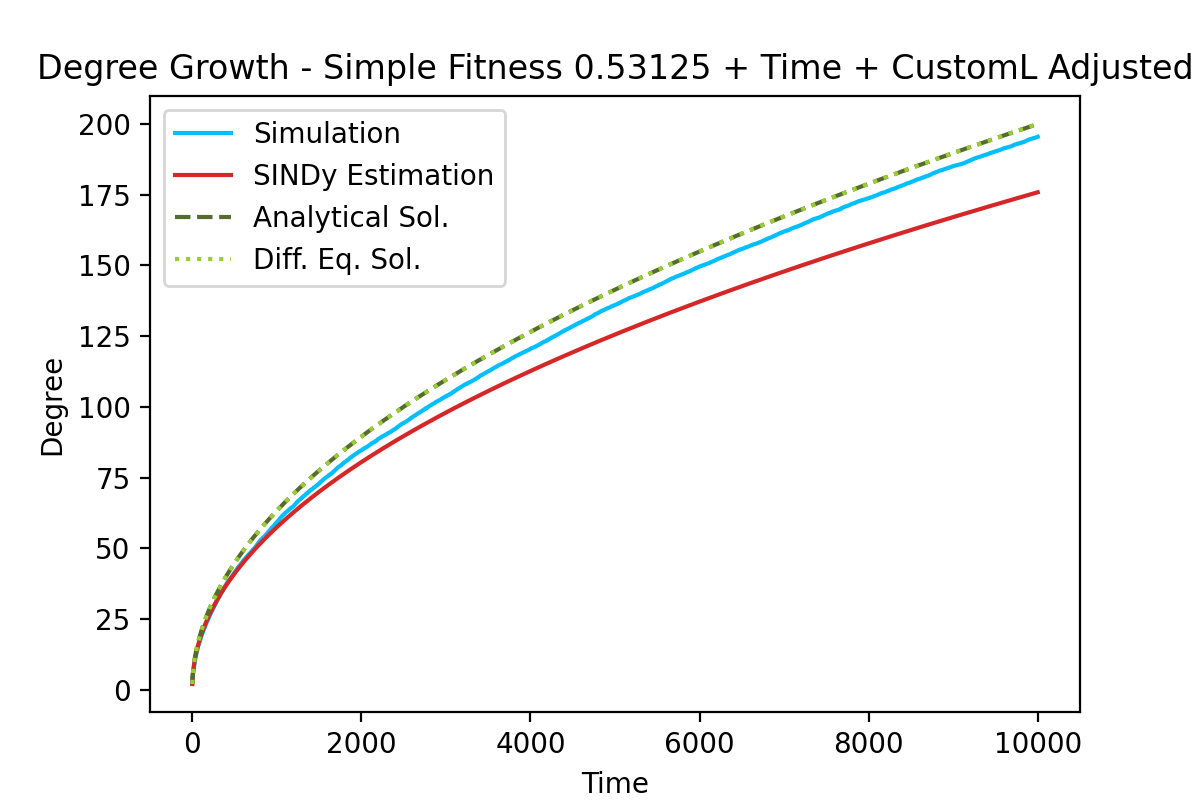 Degree Growth - Simple Fitness 0.53125 + Time + CustomL Adjusted
Simulation
SINDy Estimation
Analytical Sol.
Diff. Eq. Sol.
Degree
200
175
150
125
100
75
50
25
0
0 2000 4000 6000 8000 10000
Time